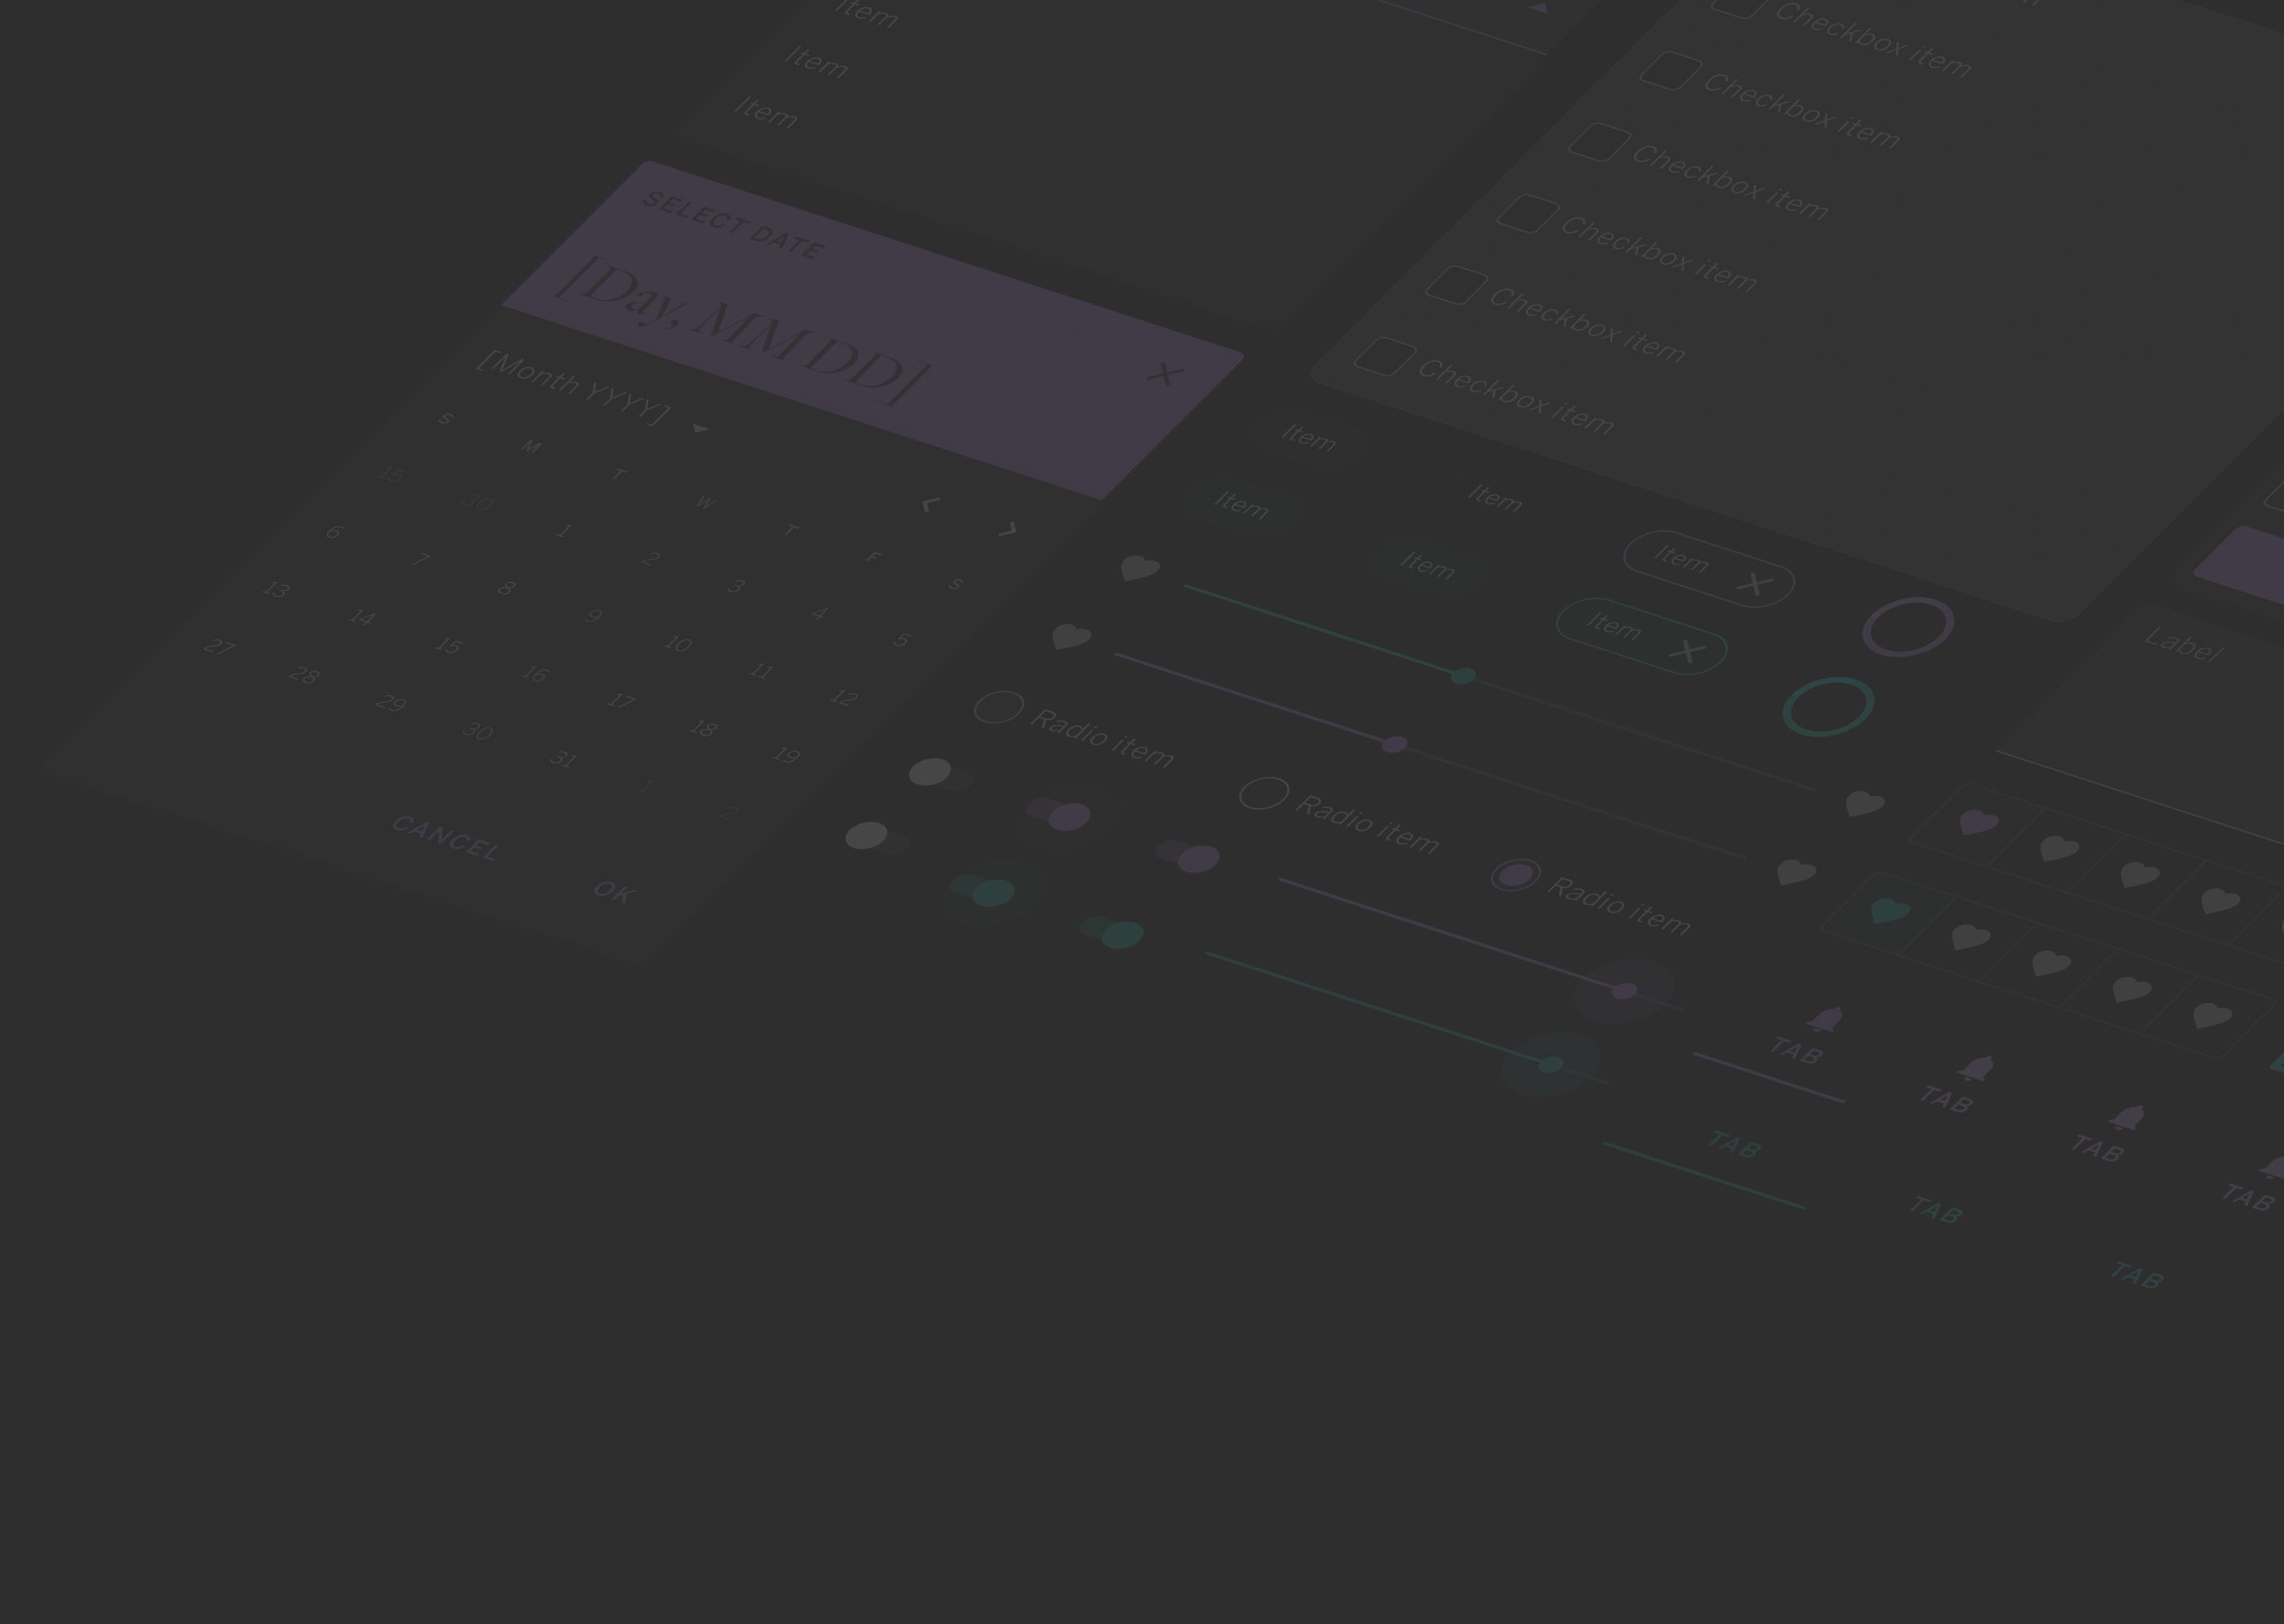 Item
Item
Item
SELECT DATE
[Day, MM DD]
[Month YYYY]
S M T W T F S
15 30 1 2 3 4 5
6 7 8 9 10 11 12
13 14 15 16 17 18 19
27 28 29 30 31 1 2
CANCEL OK
Checkbox item
Checkbox item
Checkbox item
Checkbox item
Checkbox item
Checkbox item
Item
Item
Item
Item
Item
Item
Radio item
Radio item
Radio item
Label
TAB
TAB
TAB
TAB
TAB
TAB
TAB